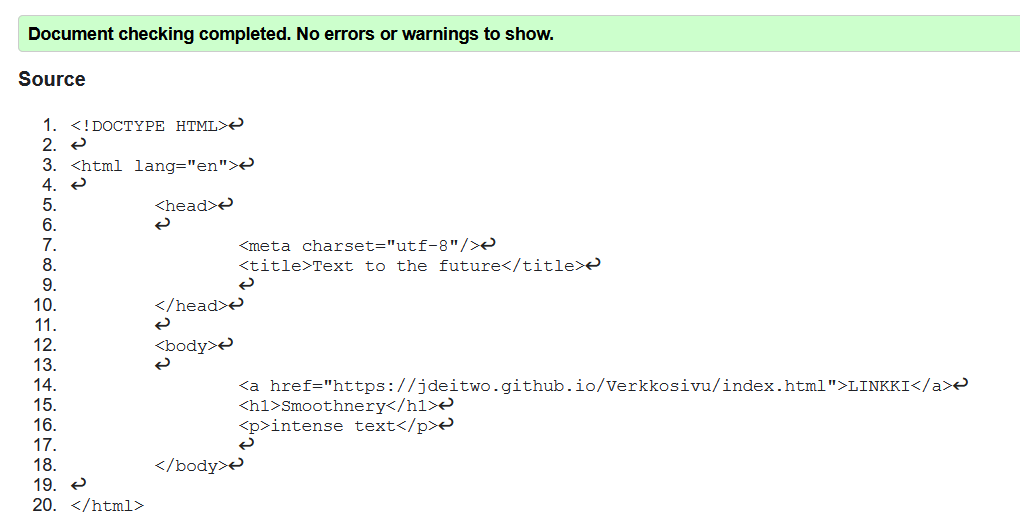 Document checking completed. No errors or warnings to show.
Source
1. <!DOCTYPE HTML>↩
2. ↩
3. <html lang="en">↩
4. ↩
5. <head>↩
6. ↩
7. <meta charset="utf-8"/>↩
8. <title>Text to the future</title>↩
9. ↩
10. </head>↩
11. ↩
12. <body>↩
13. ↩
14. <a href="https://jdeitwo.github.io/Verkkosivu/index.html">LINKKI</a>↩
15. <h1>Smoothnery</h1>↩
16. <p>intense text</p>↩
17. ↩
18. </body>↩
19. ↩
20. </html>